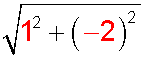 √(1² + (−2)²)